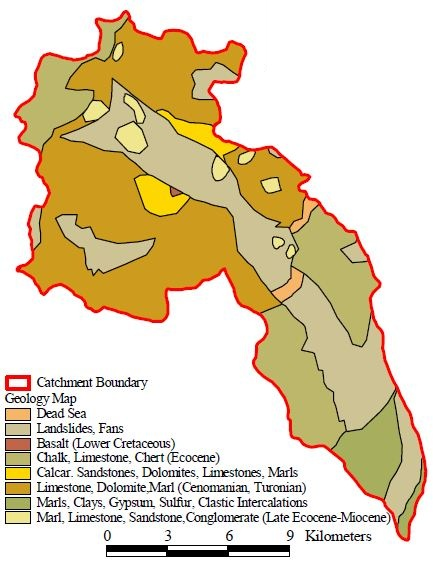 Catchment Boundary
Geology Map
Dead Sea
Landslides, Fans
Basalt (Lower Cretaceous)
Chalk, Limestone, Chert (Ecocene)
Calcar. Sandstones, Dolomites, Limestones, Marls
Limestone, Dolomite,Marl (Cenomanian, Turonian)
Marls, Clays, Gypsum, Sulfur, Clastic Intercalations
Marl, Limestone, Sandstone,Conglomerate (Late Ecocene-Miocene)
0 3 6 9 Kilometers